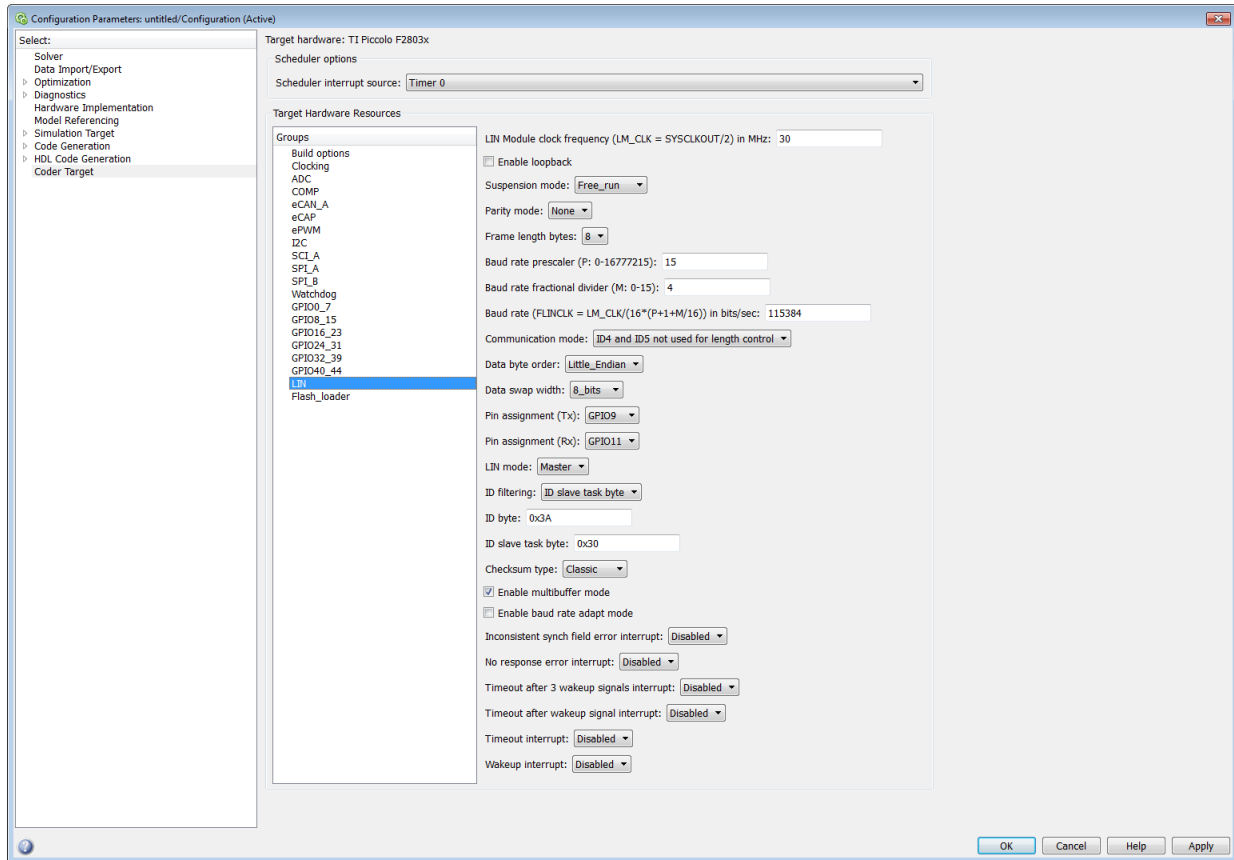 Configuration Parameters: untitled/Configuration (Active)
Select:
Solver
Data Import/Export
Optimization
Diagnostics
Hardware Implementation
Model Referencing
Simulation Target
Code Generation
HDL Code Generation
Coder Target
Target hardware: TI Piccolo F2803x
Scheduler options
Scheduler interrupt source: Timer 0
Target Hardware Resources
Groups
Build options
Clocking
ADC
COMP
eCAN_A
eCAP
ePWM
I2C
SCI_A
SPI_A
SPI_B
Watchdog
GPIO0_7
GPIO8_15
GPIO16_23
GPIO24_31
GPIO32_39
GPIO40_44
LIN
Flash_loader
LIN Module clock frequency (LM_CLK = SYSCLKOUT/2) in MHz: 30
Enable loopback
Suspension mode: Free_run
Parity mode: None
Frame length bytes: 8
Baud rate prescaler (P: 0-16777215): 15
Baud rate fractional divider (M: 0-15): 4
Baud rate (FLINCLK = LM_CLK/(16*(P+1+M/16)) in bits/sec: 115384
Communication mode: ID4 and ID5 not used for length control
Data byte order: Little_Endian
Data swap width: 8_bits
Pin assignment (Tx): GPIO9
Pin assignment (Rx): GPIO11
LIN mode: Master
ID filtering: ID slave task byte
ID byte: 0x3A
ID slave task byte: 0x30
Checksum type: Classic
Enable multibuffer mode
Enable baud rate adapt mode
Inconsistent synch field error interrupt: Disabled
No response error interrupt: Disabled
Timeout after 3 wakeup signals interrupt: Disabled
Timeout after wakeup signal interrupt: Disabled
Timeout interrupt: Disabled
Wakeup interrupt: Disabled
OK Cancel Help Apply